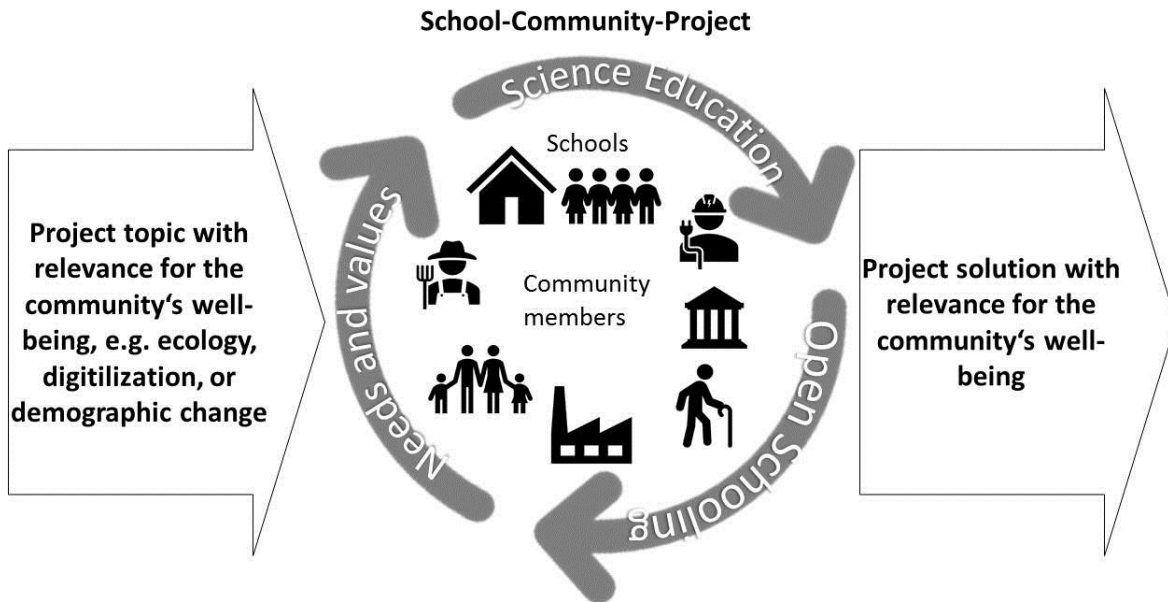 School-Community-Project
Science Education
Schools
Project topic with
relevance for the
community‘s well-
being, e.g. ecology,
digitilization, or
demographic change
Needs and values
Community
members
Open Schooling
Project solution with
relevance for the
community‘s well-
being